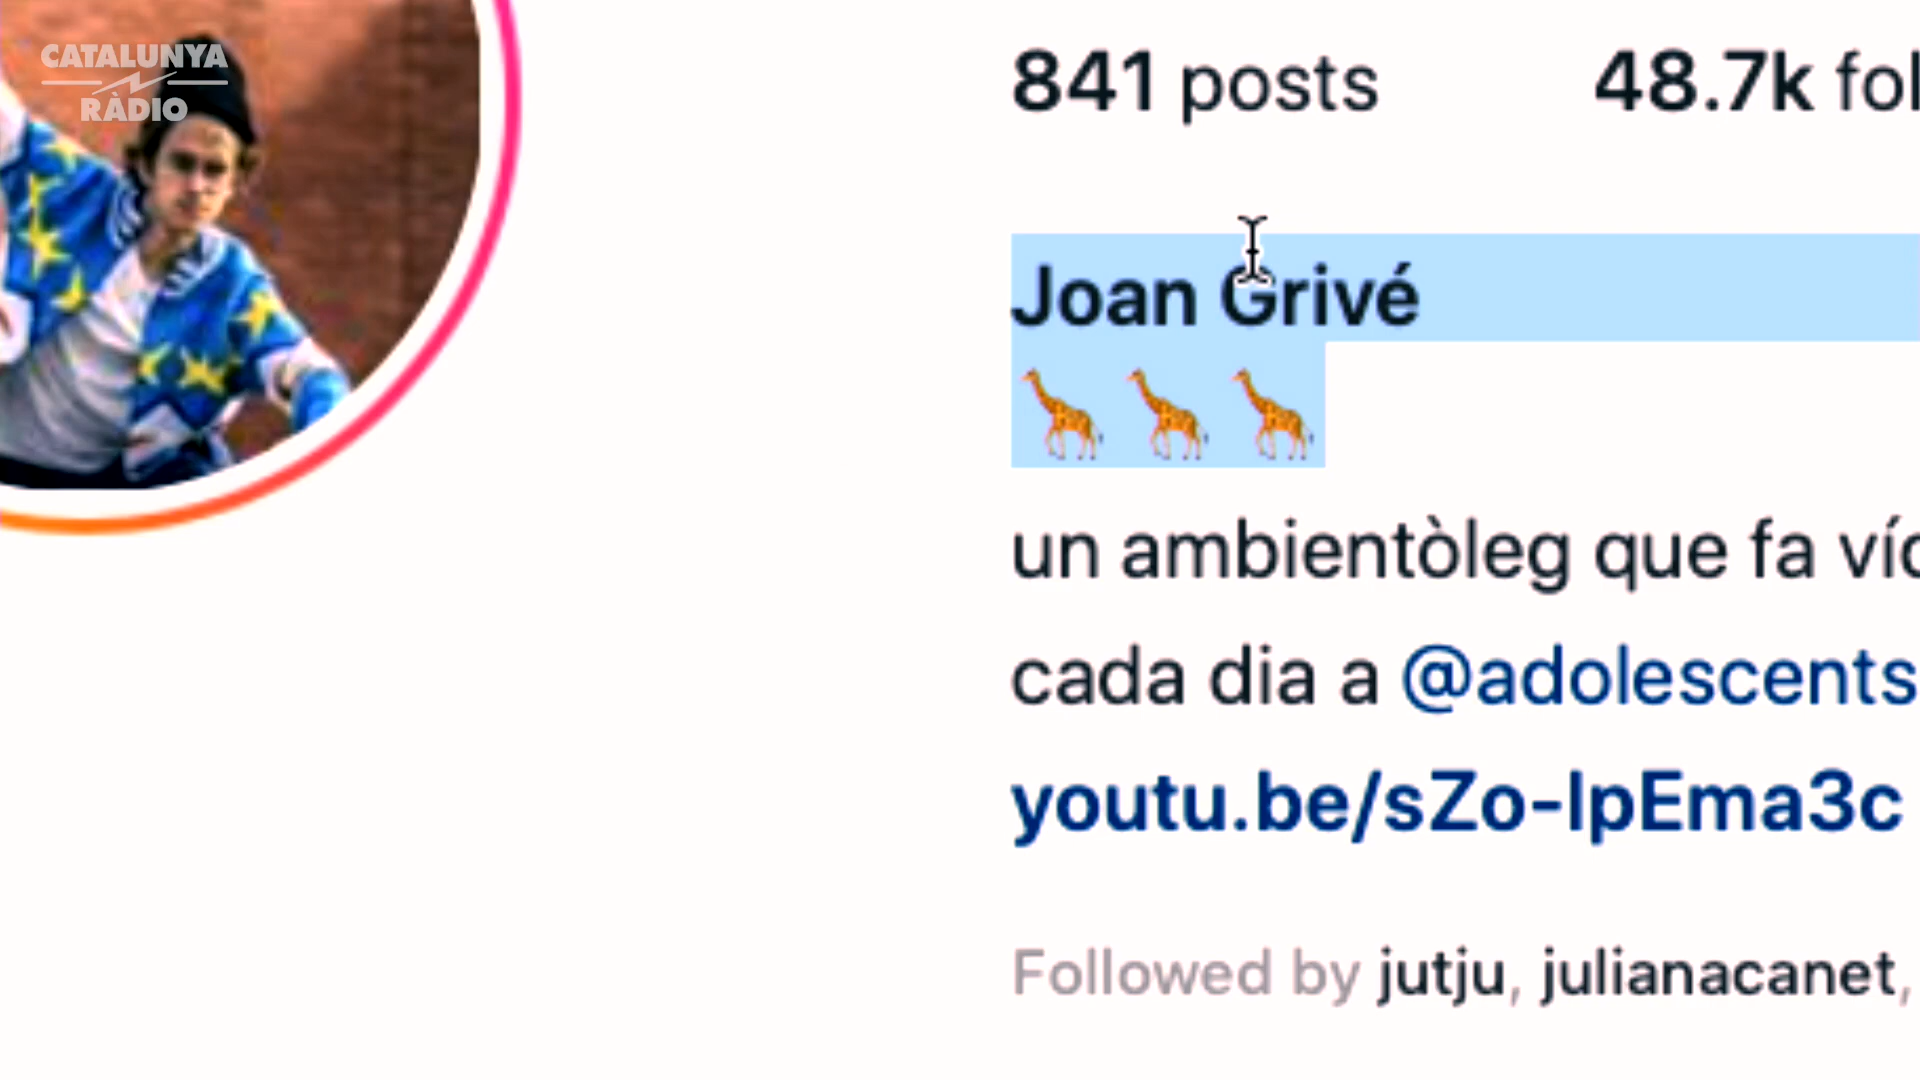 CATALUNYA
RÀDIO
841 posts
48.7k
Joan Grivé
un ambientòleg que fa
cada dia a @adolescents
youtu.be/sZo-IpEma3c
Followed by jutju, julianacanet,